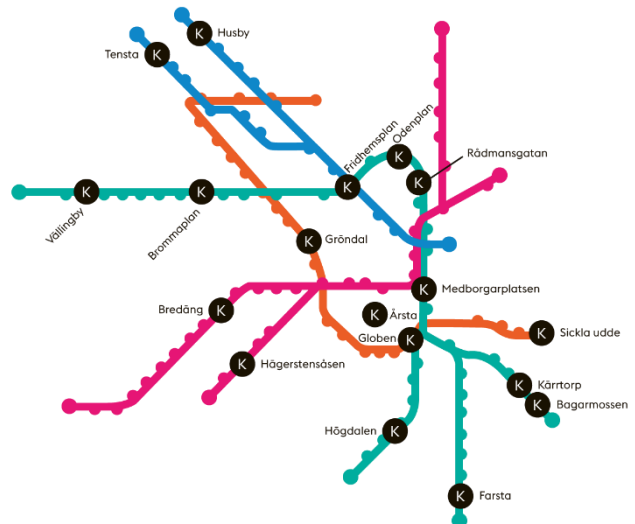 K Husby
Tensta K
Fridhemsplan K
Odenplan K
Rådmansgatan K
Vällingby K
Brommaplan K
K Gröndal
K Medborgarplatsen
Bredäng K
K Årsta
Globen K
K Sickla udde
K Hägerstensåsen
K Kärrtorp
K Bagarmossen
Högdalen K
K Farsta